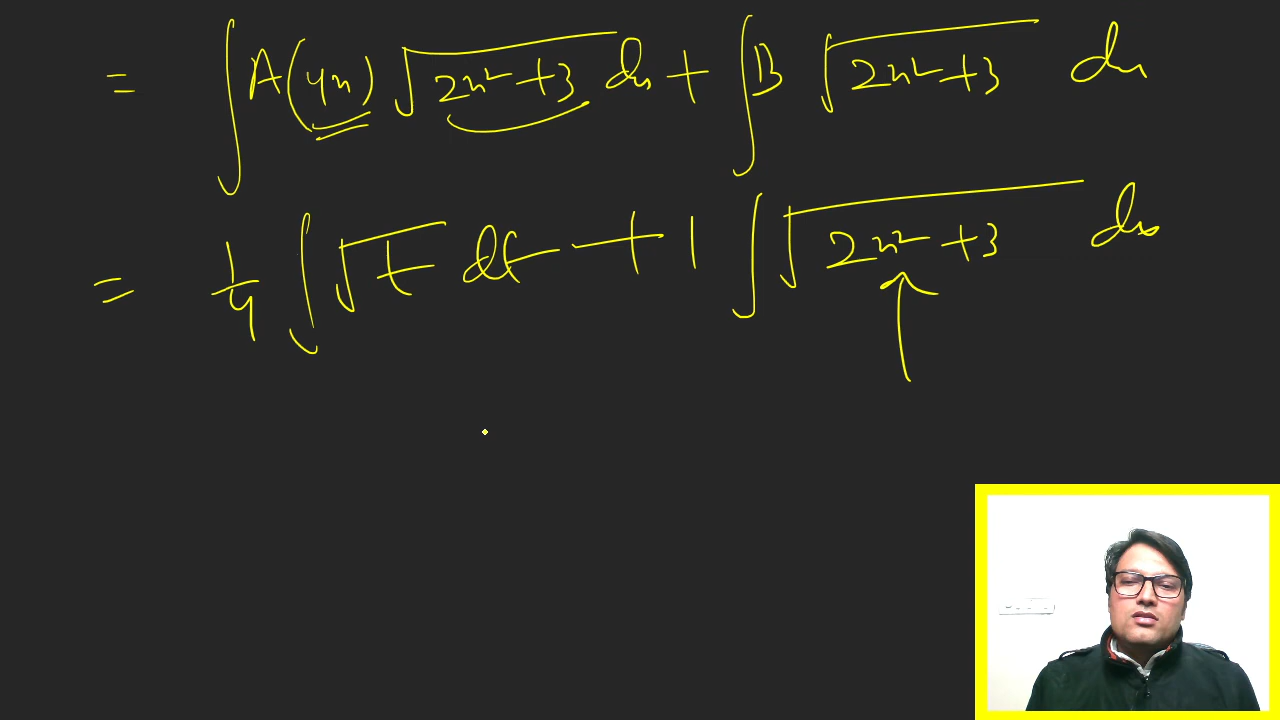 = ∫ A(4x) √(2x² + 3) dx + ∫ B √(2x² + 3) dx
= 1/4 ∫ √t dt + 1 ∫ √(2x² + 3) dx